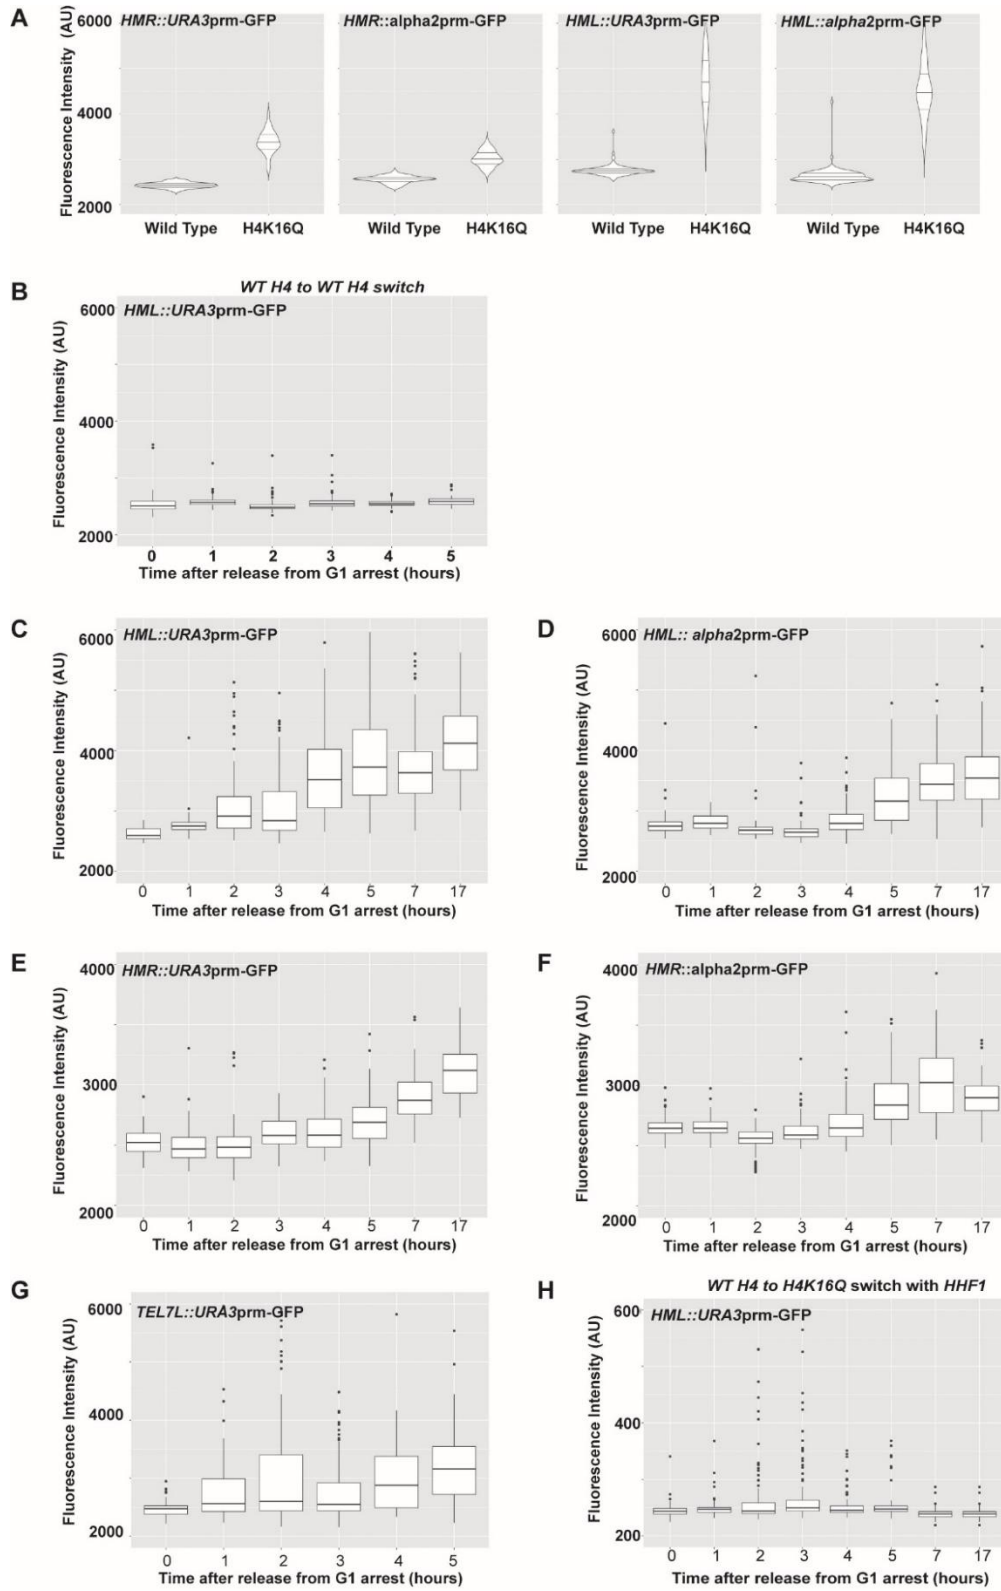 A
Fluorescence Intensity (AU)
6000
4000
2000
HMR::URA3prm-GFP
HMR::alpha2prm-GFP
HML::URA3prm-GFP
HML::alpha2prm-GFP
Wild Type H4K16Q
Wild Type H4K16Q
Wild Type H4K16Q
Wild Type H4K16Q
B
WT H4 to WT H4 switch
HML::URA3prm-GFP
Fluorescence Intensity (AU)
6000
4000
2000
0 1 2 3 4 5
Time after release from G1 arrest (hours)
C
HML::URA3prm-GFP
Fluorescence Intensity (AU)
6000
4000
2000
0 1 2 3 4 5 7 17
Time after release from G1 arrest (hours)
D
HML:: alpha2prm-GFP
Fluorescence Intensity (AU)
6000
4000
2000
0 1 2 3 4 5 7 17
Time after release from G1 arrest (hours)
E
HMR::URA3prm-GFP
Fluorescence Intensity (AU)
4000
3000
2000
0 1 2 3 4 5 7 17
Time after release from G1 arrest (hours)
F
HMR::alpha2prm-GFP
Fluorescence Intensity (AU)
4000
3000
2000
0 1 2 3 4 5 7 17
Time after release from G1 arrest (hours)
G
TEL7L::URA3prm-GFP
Fluorescence Intensity (AU)
6000
4000
2000
0 1 2 3 4 5
Time after release from G1 arrest (hours)
H
WT H4 to H4K16Q switch with HHF1
HML::URA3prm-GFP
Fluorescence Intensity (AU)
600
400
200
0 1 2 3 4 5 7 17
Time after release from G1 arrest (hours)